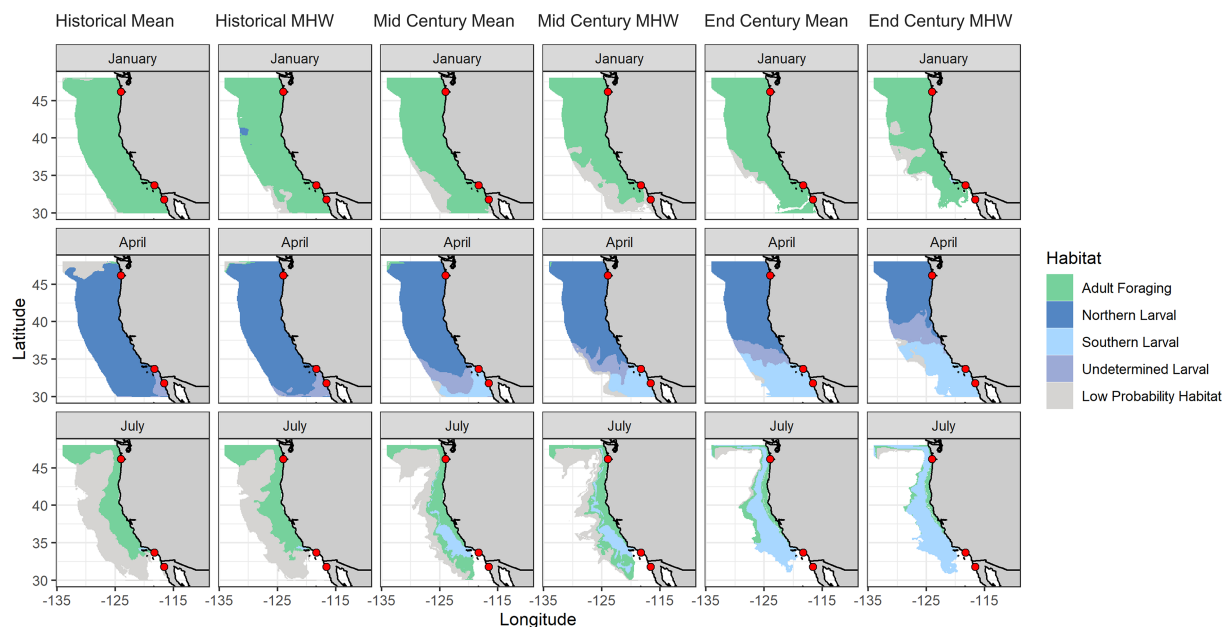 Historical Mean Historical MHW Mid Century Mean Mid Century MHW End Century Mean End Century MHW
January January January January January January
45
40
35
30
April April April April April April
45
40
35
30
July July July July July July
45
40
35
30
-135 -125 -115 -135 -125 -115 -135 -125 -115 -135 -125 -115 -135 -125 -115 -135 -125 -115
Latitude
Longitude
Habitat
Adult Foraging
Northern Larval
Southern Larval
Undetermined Larval
Low Probability Habitat